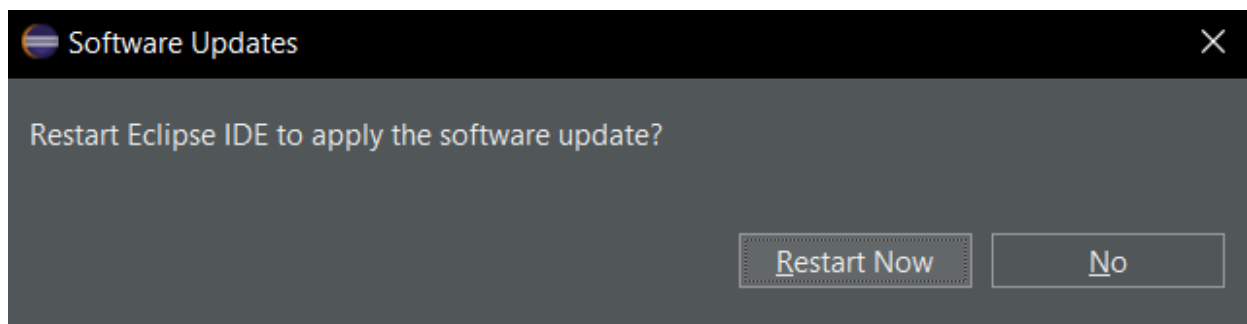 Software Updates
Restart Eclipse IDE to apply the software update?
Restart Now
No